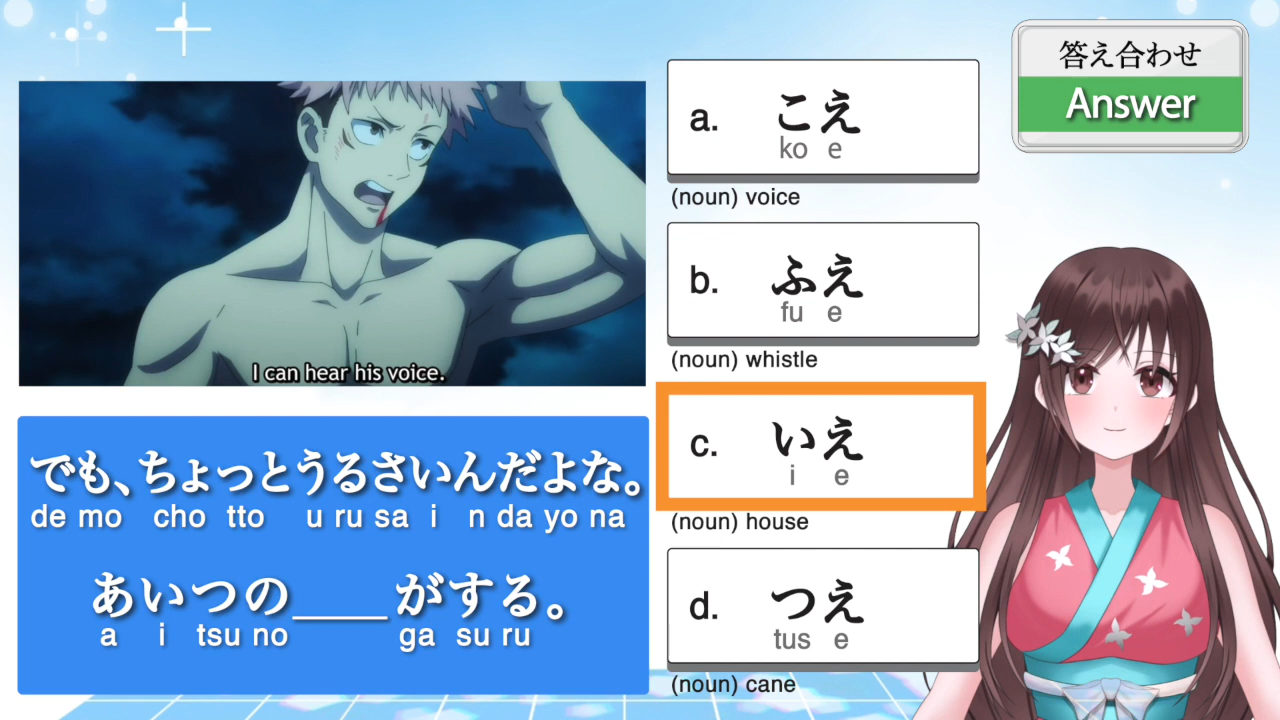 I can hear his voice.
でも、ちょっとうるさいんだよな。
de mo cho tto u ru sa i n da yo na
あいつの____がする。
a i tsu no ga su ru
a. こえ
ko e
(noun) voice
b. ふえ
fu e
(noun) whistle
c. いえ
i e
(noun) house
d. つえ
tus e
(noun) cane
答え合わせ
Answer